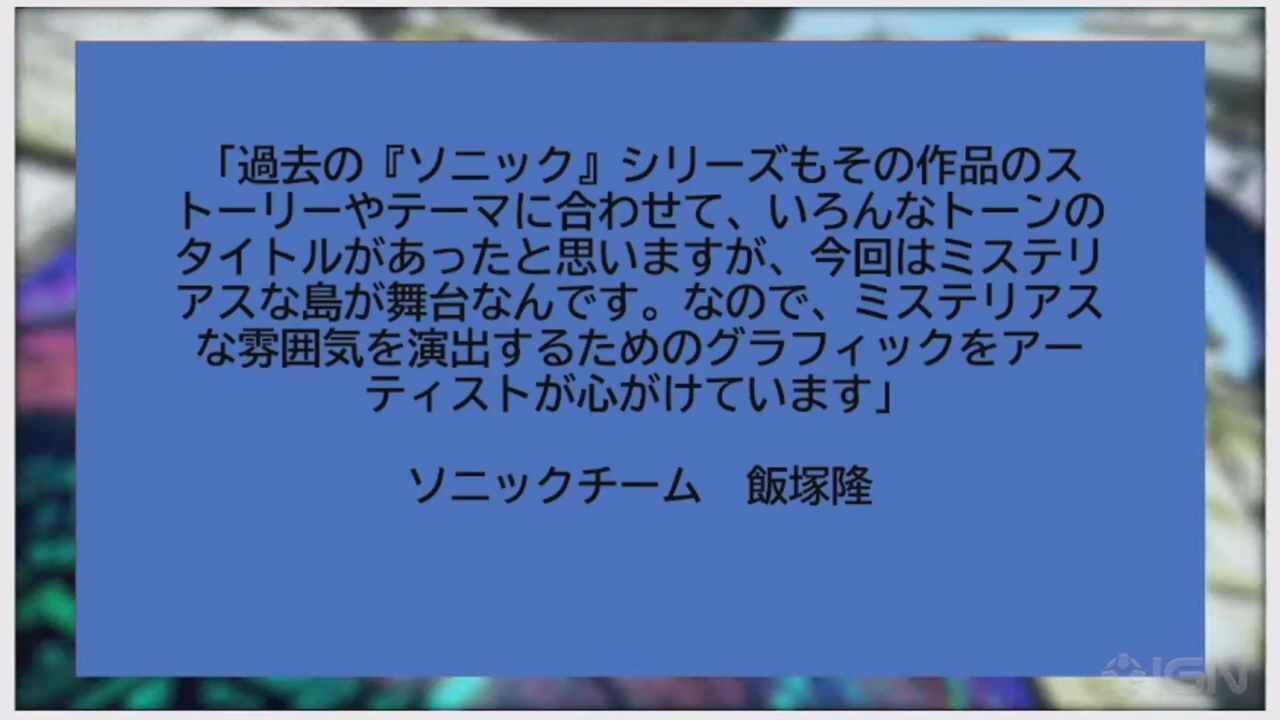 「過去の『ソニック』シリーズもその作品のス
トーリーやテーマに合わせて、いろんなトーンの
タイトルがあったと思いますが、今回はミステリ
アスな島が舞台なんです。なので、ミステリアス
な雰囲気を演出するためのグラフィックをアー
ティストが心がけています」
ソニックチーム　飯塚隆
IGN